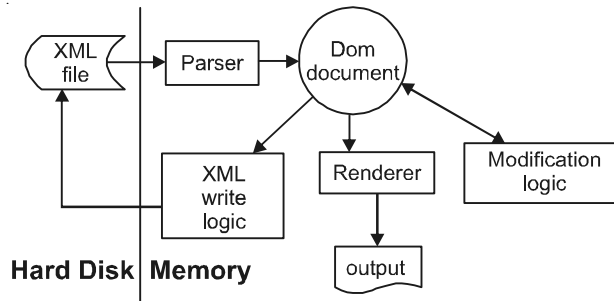 XML
file
Parser
Dom
document
XML
write
logic
Renderer
Modification
logic
output
Hard Disk
Memory